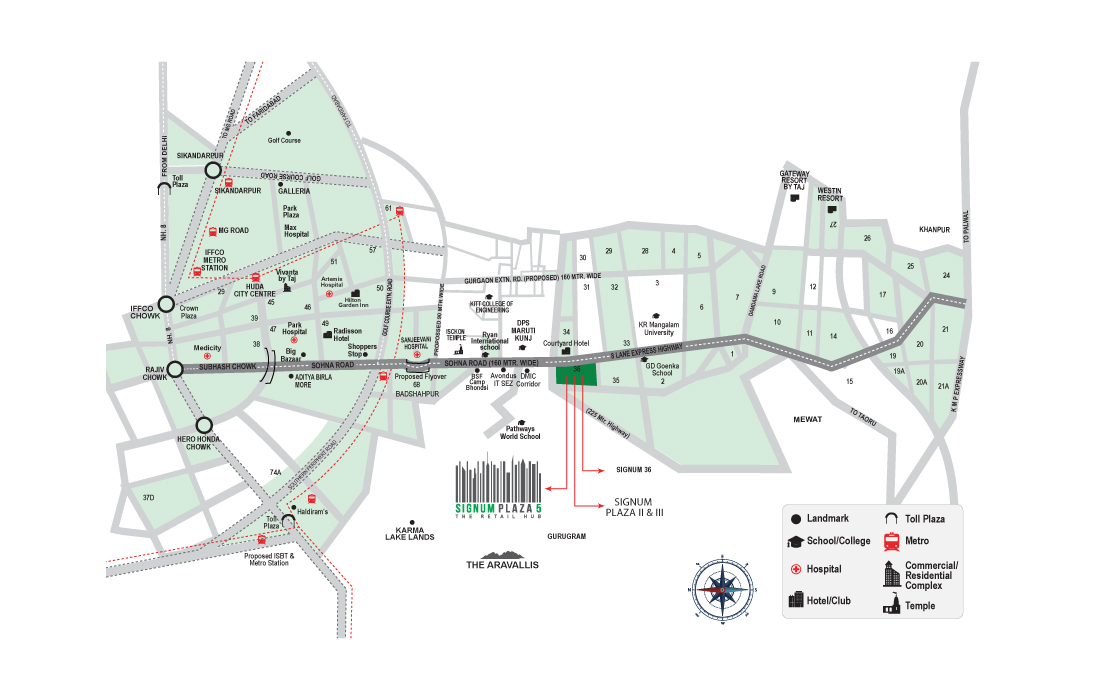 TO MG ROAD
TO FARIDABAD
TO FARIDABAD
FROM DELHI
Golf Course
SIKANDARPUR
GOLF COURSE ROAD
Toll
Plaza
SIKANDARPUR
GALLERIA
NH. 8
Park
Plaza
MG ROAD
Max
Hospital
61
57
IFFCO
METRO
STATION
51
HUDA
CITY CENTRE
Vivanta
by Taj
Artemis
Hospital
50
29
Hilton
Garden Inn
IFFCO
CHOWK
Crown
Plaza
45
46
39
47
49
Park
Hospital
Radisson
Hotel
GOLF COURSE EXTN. ROAD
NH. 8
38
Medicity
Big
Bazaar
Shoppers
Stop
SANJEEVANI
HOSPITAL
RAJIV
CHOWK
SUBHASH CHOWK
SOHNA ROAD
ADITYA BIRLA
MORE
Proposed Flyover
68
BADSHAHPUR
HERO HONDA
CHOWK
SOUTHERN PERIPHERAL ROAD
74A
37D
Haldiram's
Toll
Plaza
Proposed ISBT &
Metro Station
GURGAON EXTN. RD. (PROPOSED) 160 MTR. WIDE
PROPOSSED 90 M WIDE
KIIT COLLEGE OF
ENGINEERING
ISCKON
TEMPLE
Ryan
International
school
DPS
MARUTI
KUNJ
SOHNA ROAD (160 MTR. WIDE)
BSF
Camp
Bhondsi
Avondus
IT SEZ
DMIC
Corridor
Pathways
World School
30
29
28
4
5
31
32
3
6
7
34
33
Courtyard Hotel
KR Mangalam
University
8 LANE EXPRESS HIGHWAY
GD Goenka
School
36
35
2
1
(225 Mtr. Highway)
GATEWAY
RESORT
BY TAJ
WESTIN
RESORT
27
26
KHANPUR
TO PALWAL
DAMDAMA LAKE ROAD
25
24
12
9
17
10
11
14
16
21
19
20
19A
20A
21A
15
K M P EXPRESSWAY
MEWAT
TO TAORU
SIGNUM PLAZA 5
THE RETAIL HUB
SIGNUM 36
SIGNUM
PLAZA II & III
KARMA
LAKE LANDS
GURUGRAM
THE ARAVALLIS
N
E
S
W
Landmark
Toll Plaza
School/College
Metro
Hospital
Commercial/
Residential
Complex
Hotel/Club
Temple